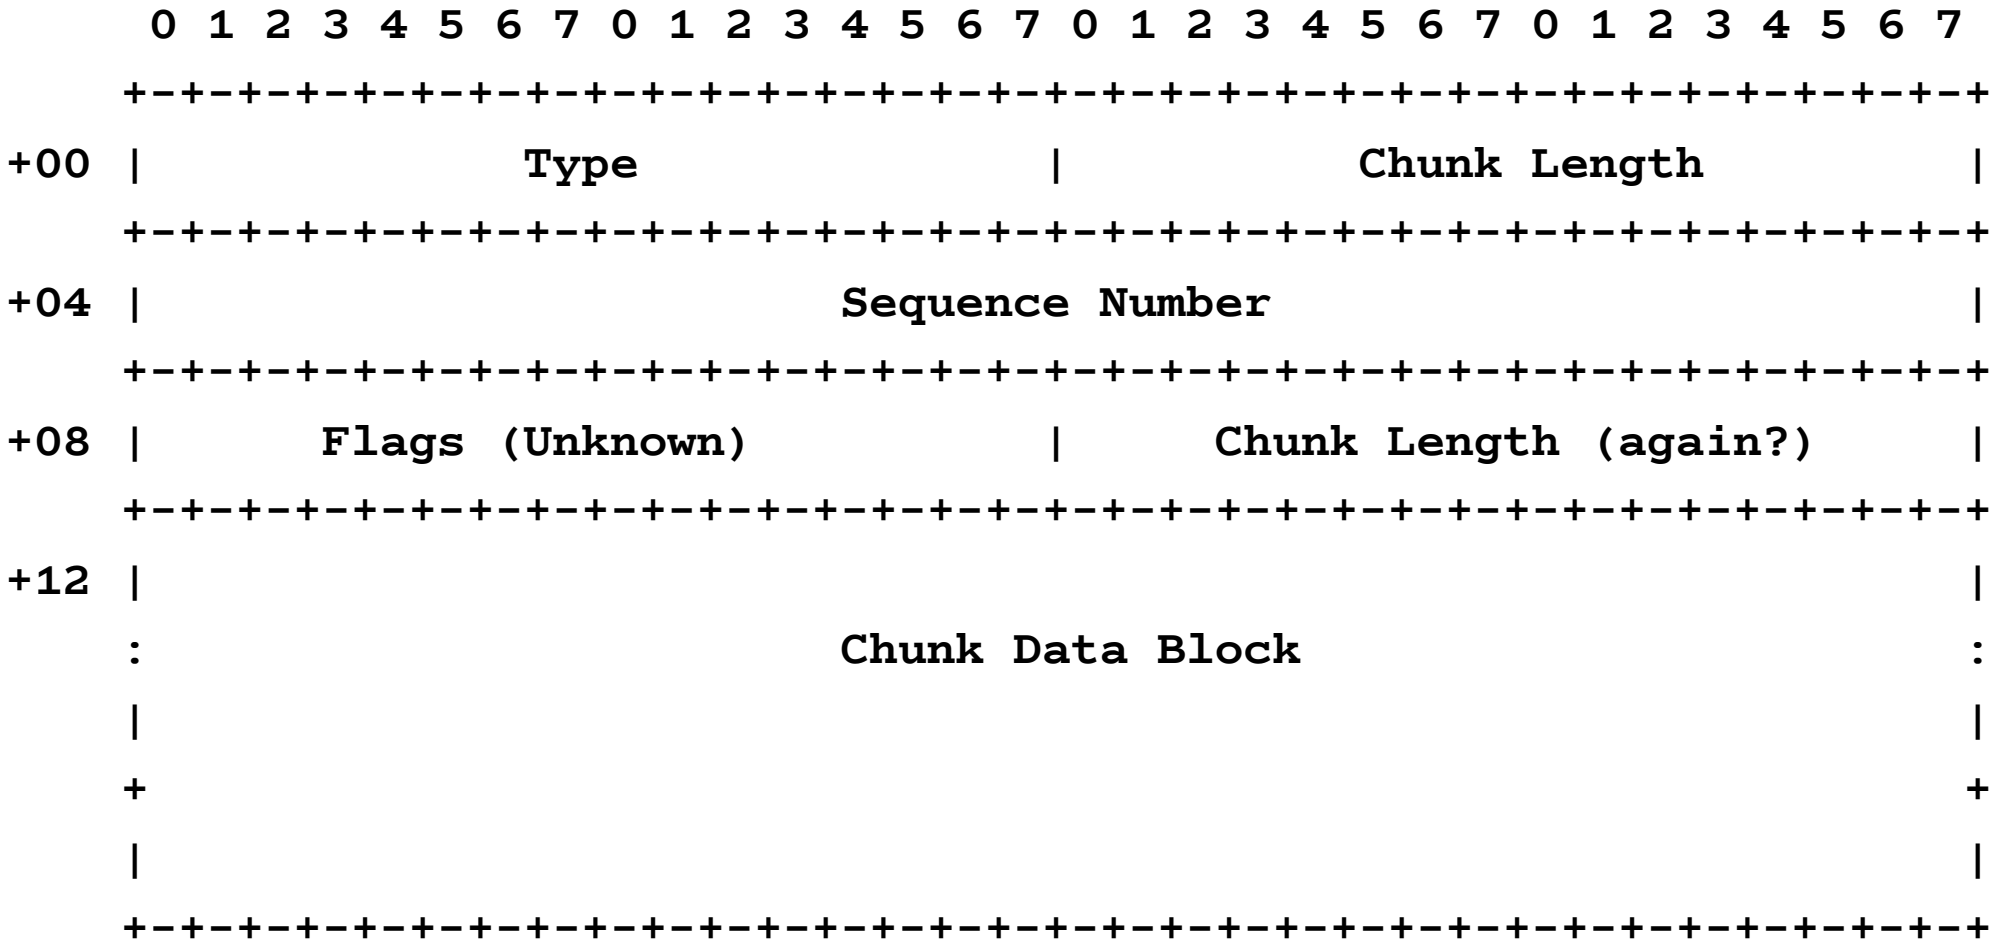 0 1 2 3 4 5 6 7 0 1 2 3 4 5 6 7 0 1 2 3 4 5 6 7 0 1 2 3 4 5 6 7
    +-+-+-+-+-+-+-+-+-+-+-+-+-+-+-+-+-+-+-+-+-+-+-+-+-+-+-+-+-+-+-+-+
+00 |             Type              |          Chunk Length         |
    +-+-+-+-+-+-+-+-+-+-+-+-+-+-+-+-+-+-+-+-+-+-+-+-+-+-+-+-+-+-+-+-+
+04 |                        Sequence Number                        |
    +-+-+-+-+-+-+-+-+-+-+-+-+-+-+-+-+-+-+-+-+-+-+-+-+-+-+-+-+-+-+-+-+
+08 |      Flags (Unknown)          |     Chunk Length (again?)     |
    +-+-+-+-+-+-+-+-+-+-+-+-+-+-+-+-+-+-+-+-+-+-+-+-+-+-+-+-+-+-+-+-+
+12 |                                                               |
    :                        Chunk Data Block                       :
    |                                                               |
    +                                                               +
    |                                                               |
    +-+-+-+-+-+-+-+-+-+-+-+-+-+-+-+-+-+-+-+-+-+-+-+-+-+-+-+-+-+-+-+-+